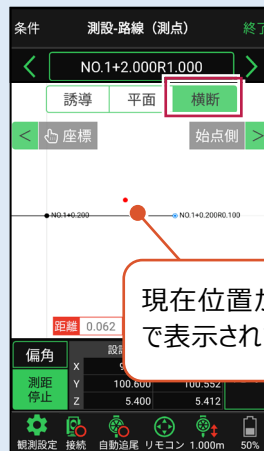 条件 測設-路線（測点） 終了
< NO.1+2.000R1.000 >
誘導 平面 横断
< 座標 始点側 >
NO.1+0.200 NO.1+0.200R0.100
現在位置が
で表示され
距離 0.062
偏角
測距
停止
X
Y 100.600 100.552
Z 5.400 5.412
観測設定 接続 自動追尾 リモコン 1.000m 50%